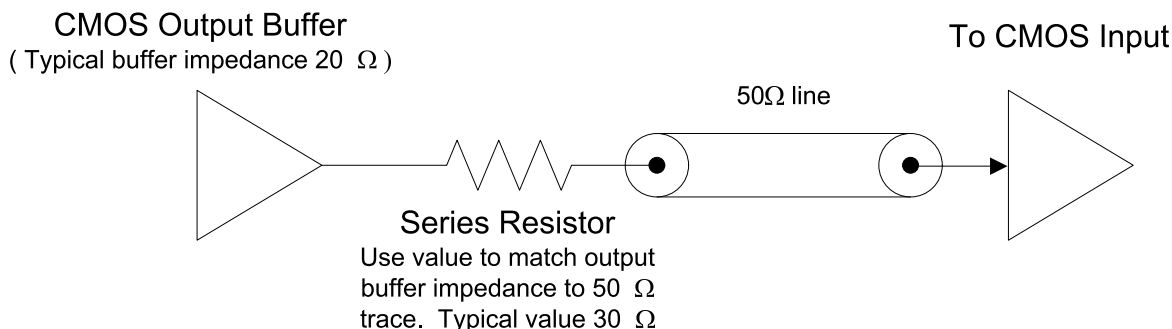 CMOS Output Buffer
( Typical buffer impedance 20 Ω )
To CMOS Input
50Ω line
Series Resistor
Use value to match output
buffer impedance to 50 Ω
trace. Typical value 30 Ω